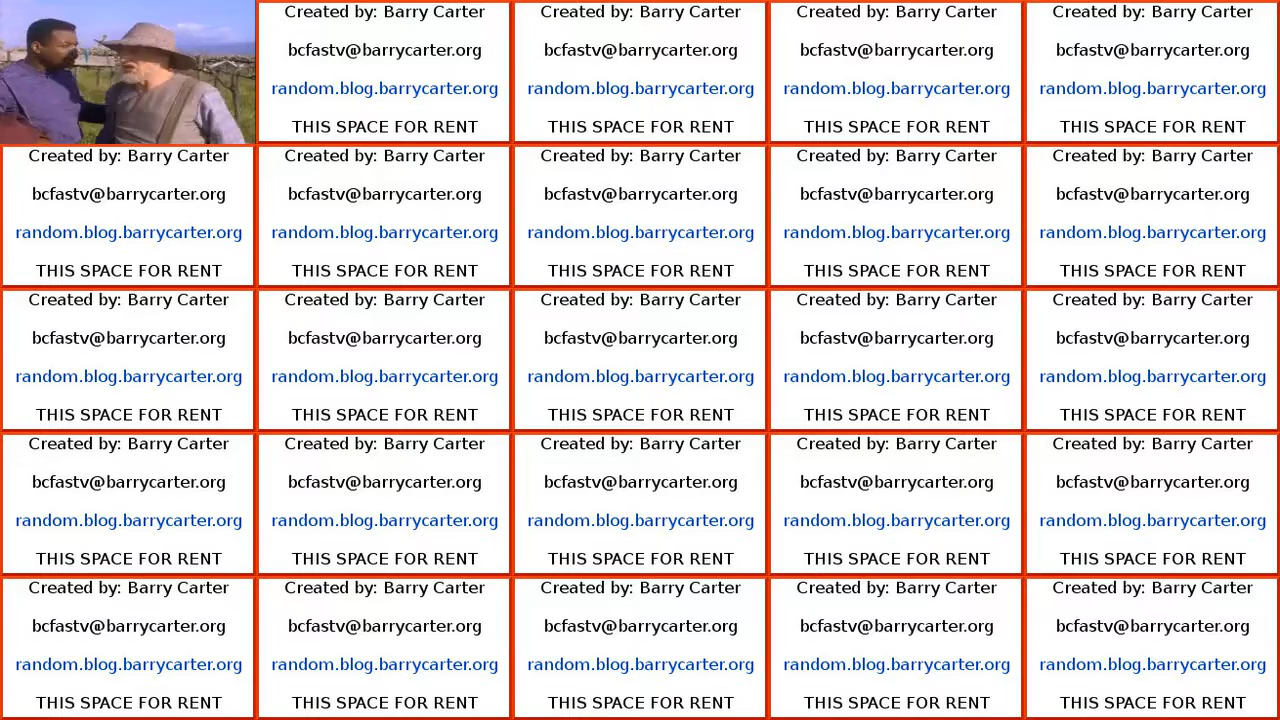 Created by: Barry Carter
bcfastv@barrycarter.org
random.blog.barrycarter.org
THIS SPACE FOR RENT
Created by: Barry Carter
bcfastv@barrycarter.org
random.blog.barrycarter.org
THIS SPACE FOR RENT
Created by: Barry Carter
bcfastv@barrycarter.org
random.blog.barrycarter.org
THIS SPACE FOR RENT
Created by: Barry Carter
bcfastv@barrycarter.org
random.blog.barrycarter.org
THIS SPACE FOR RENT
Created by: Barry Carter
bcfastv@barrycarter.org
random.blog.barrycarter.org
THIS SPACE FOR RENT
Created by: Barry Carter
bcfastv@barrycarter.org
random.blog.barrycarter.org
THIS SPACE FOR RENT
Created by: Barry Carter
bcfastv@barrycarter.org
random.blog.barrycarter.org
THIS SPACE FOR RENT
Created by: Barry Carter
bcfastv@barrycarter.org
random.blog.barrycarter.org
THIS SPACE FOR RENT
Created by: Barry Carter
bcfastv@barrycarter.org
random.blog.barrycarter.org
THIS SPACE FOR RENT
Created by: Barry Carter
bcfastv@barrycarter.org
random.blog.barrycarter.org
THIS SPACE FOR RENT
Created by: Barry Carter
bcfastv@barrycarter.org
random.blog.barrycarter.org
THIS SPACE FOR RENT
Created by: Barry Carter
bcfastv@barrycarter.org
random.blog.barrycarter.org
THIS SPACE FOR RENT
Created by: Barry Carter
bcfastv@barrycarter.org
random.blog.barrycarter.org
THIS SPACE FOR RENT
Created by: Barry Carter
bcfastv@barrycarter.org
random.blog.barrycarter.org
THIS SPACE FOR RENT
Created by: Barry Carter
bcfastv@barrycarter.org
random.blog.barrycarter.org
THIS SPACE FOR RENT
Created by: Barry Carter
bcfastv@barrycarter.org
random.blog.barrycarter.org
THIS SPACE FOR RENT
Created by: Barry Carter
bcfastv@barrycarter.org
random.blog.barrycarter.org
THIS SPACE FOR RENT
Created by: Barry Carter
bcfastv@barrycarter.org
random.blog.barrycarter.org
THIS SPACE FOR RENT
Created by: Barry Carter
bcfastv@barrycarter.org
random.blog.barrycarter.org
THIS SPACE FOR RENT
Created by: Barry Carter
bcfastv@barrycarter.org
random.blog.barrycarter.org
THIS SPACE FOR RENT
Created by: Barry Carter
bcfastv@barrycarter.org
random.blog.barrycarter.org
THIS SPACE FOR RENT
Created by: Barry Carter
bcfastv@barrycarter.org
random.blog.barrycarter.org
THIS SPACE FOR RENT
Created by: Barry Carter
bcfastv@barrycarter.org
random.blog.barrycarter.org
THIS SPACE FOR RENT
Created by: Barry Carter
bcfastv@barrycarter.org
random.blog.barrycarter.org
THIS SPACE FOR RENT